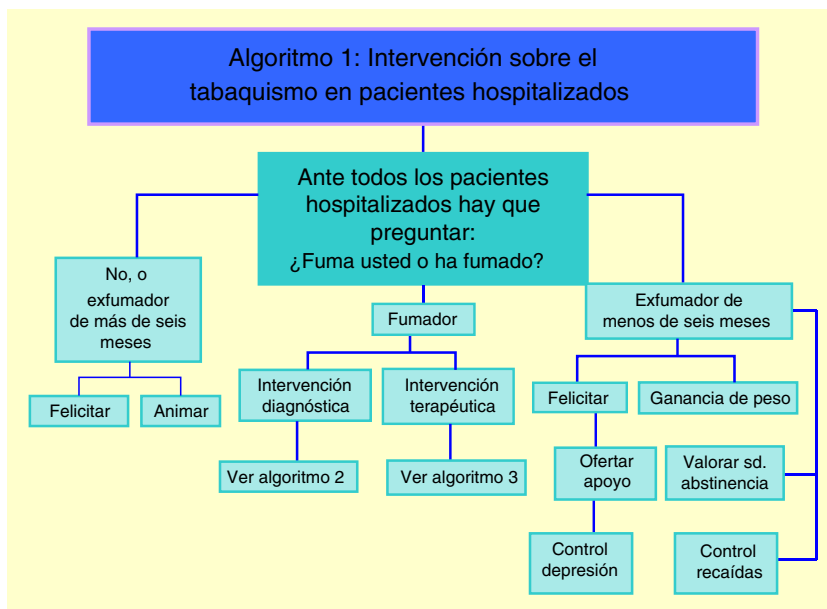 Algoritmo 1: Intervención sobre el
tabaquismo en pacientes hospitalizados
Ante todos los pacientes
hospitalizados hay que
preguntar:
¿Fuma usted o ha fumado?
No, o
exfumador
de más de seis
meses
Felicitar
Animar
Fumador
Intervención
diagnóstica
Ver algoritmo 2
Intervención
terapéutica
Ver algoritmo 3
Exfumador de
menos de seis meses
Felicitar
Ganancia de peso
Ofertar
apoyo
Valorar sd.
abstinencia
Control
depresión
Control
recaídas